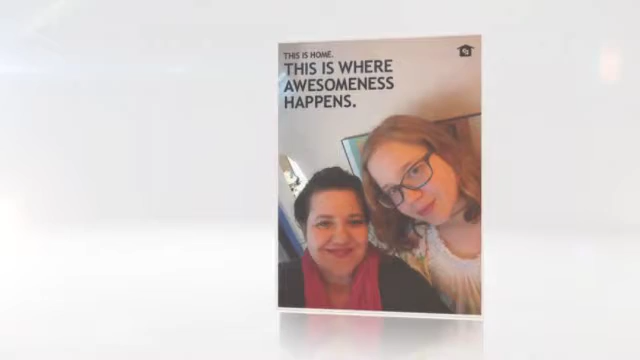 THIS IS HOME.
THIS IS WHERE
AWESOMENESS
HAPPENS.